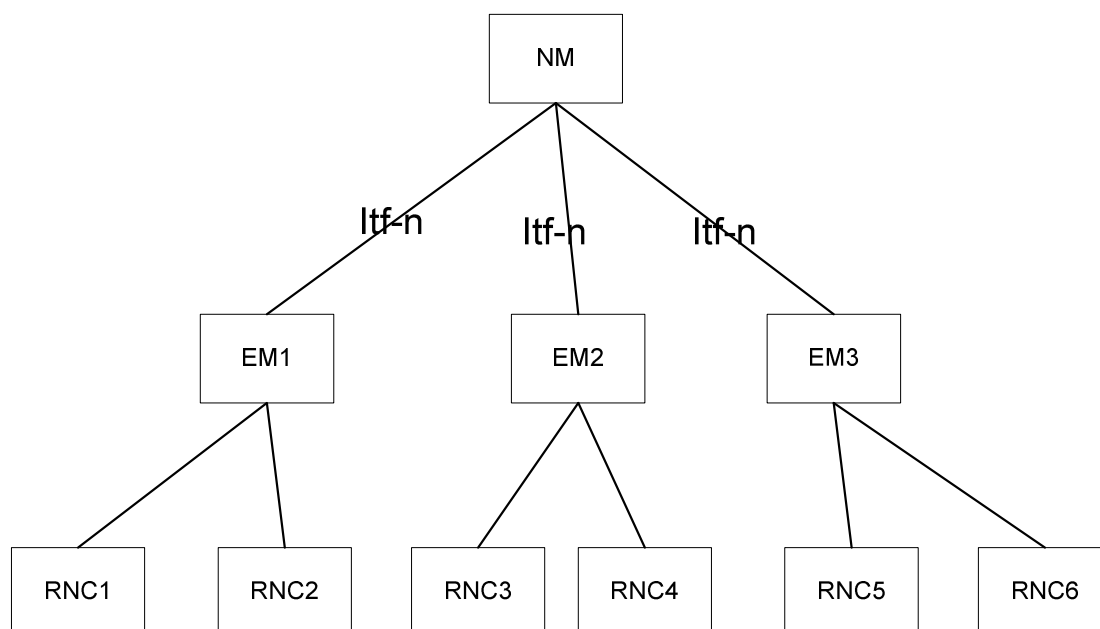 NM
Itf-n
Itf-n
Itf-n
EM1
EM2
EM3
RNC1
RNC2
RNC3
RNC4
RNC5
RNC6